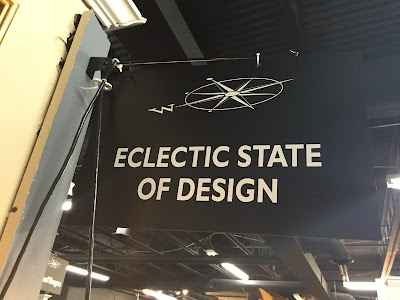 W
ECLECTIC STATE
OF DESIGN